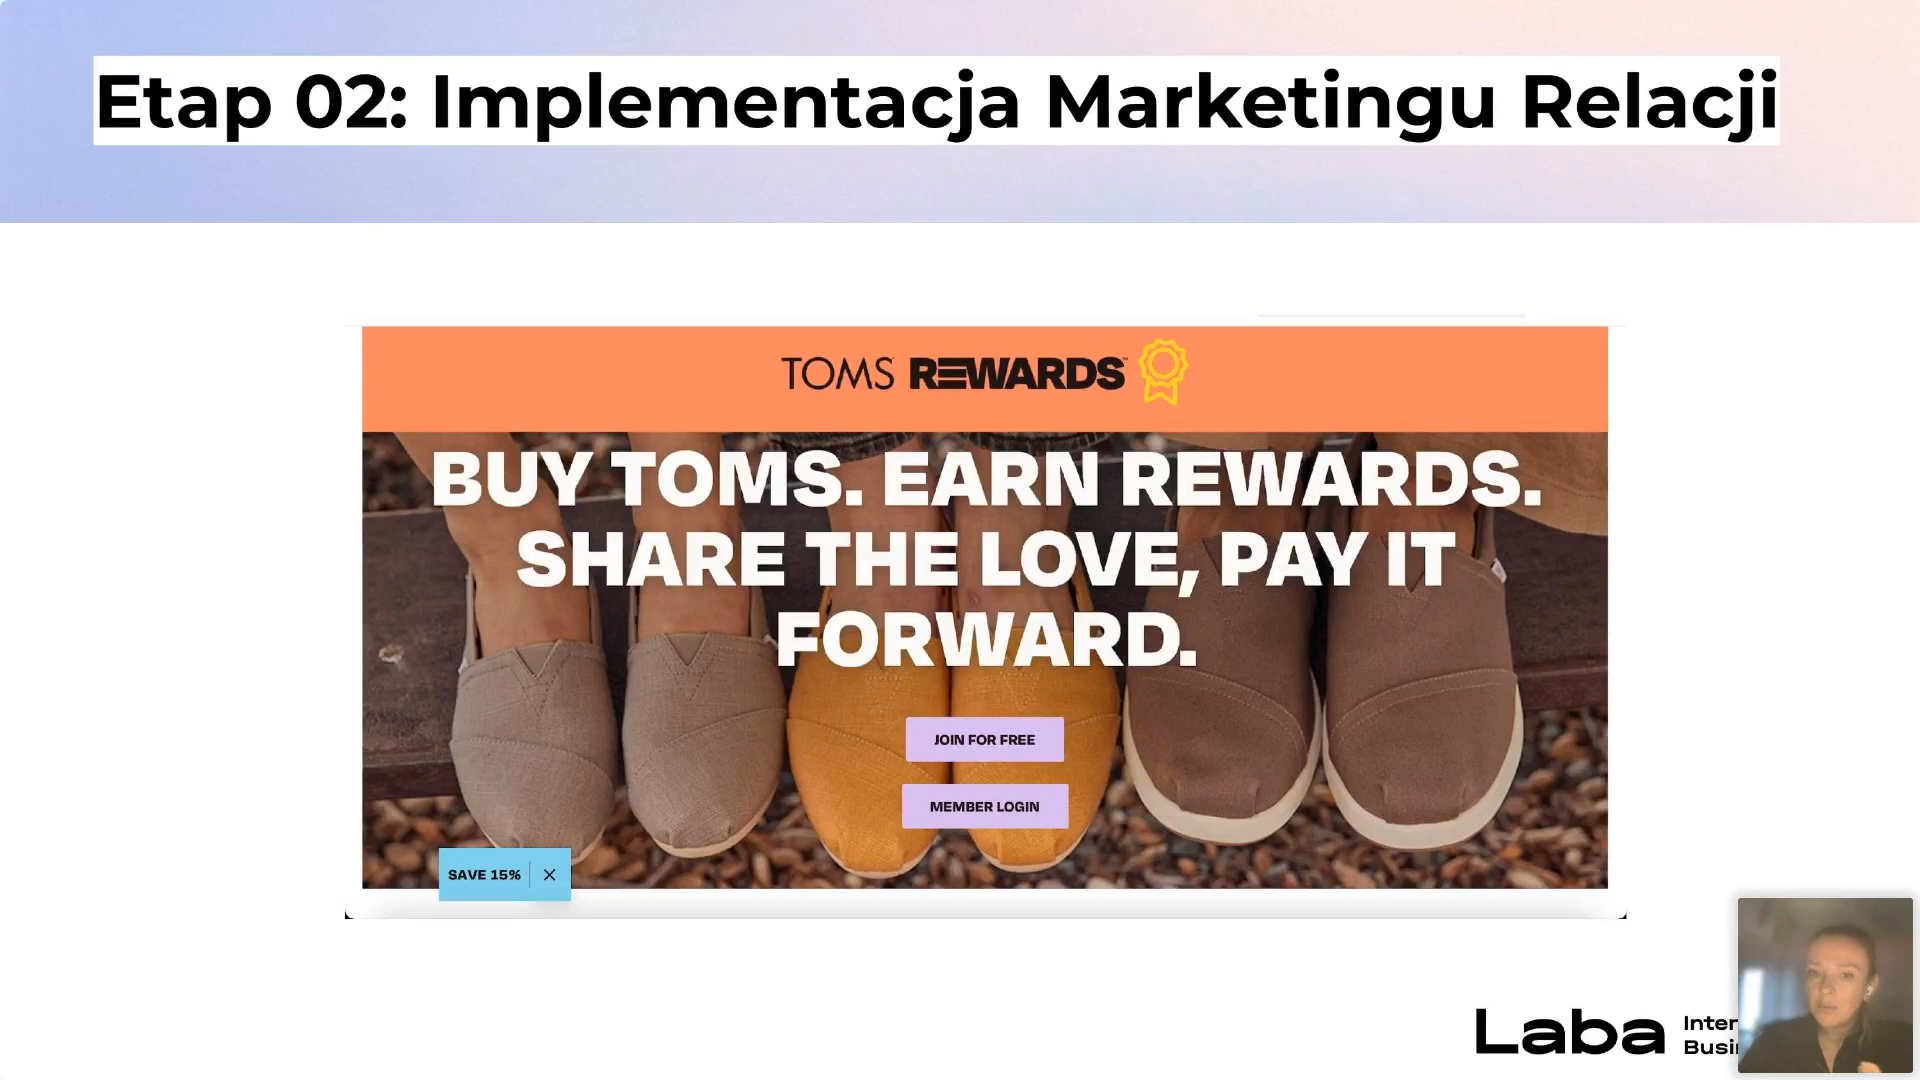 Etap 02: Implementacja Marketingu Relacji
TOMS REWARDS™
BUY TOMS. EARN REWARDS.
SHARE THE LOVE, PAY IT
FORWARD.
JOIN FOR FREE
MEMBER LOGIN
SAVE 15% ×
Laba